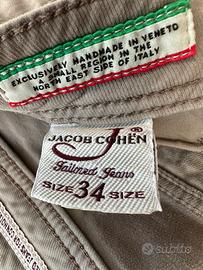 EXCLUSIVELY HANDMADE IN VENETO
A SMALL REGION IN THE
NORTH EAST SIDE OF ITALY
J
JACOB COHËN ®
Tailored Jeans
SIZE 34 SIZE
subito